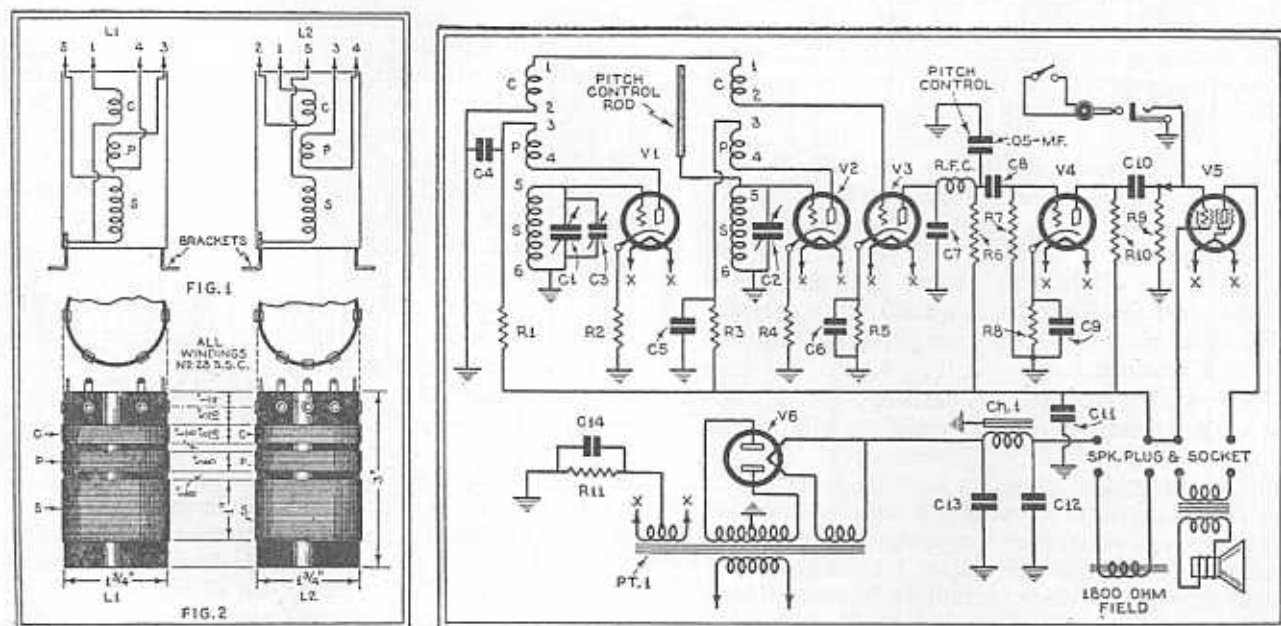 L1
5 1 4 3
L2
2 1 5 3 4
C
P
S
C
P
S
BRACKETS
FIG.1
ALL
WINDINGS
Nº 28 S.S.C.
C
P
S
C
P
S
1"
3"
1 3/4"
1 3/4"
L1
L2
FIG.2
PITCH
CONTROL
ROD
C
1
2
3
P
4
5
S
6
C4
V1
C1
C3
R1
R2
C
1
2
3
P
4
5
S
6
V2
V3
C2
C5
R3
R4
C6
R5
X X
X X
X X
PITCH
CONTROL
.05-MF.
R.F.C.
C8
C7
R7
R6
V4
X X
R8
C9
C10
R9
R10
V5
X X
C14
R11
X X
PT.1
V6
Ch.1
C11
C13
C12
SPK. PLUG & SOCKET
1800 OHM
FIELD